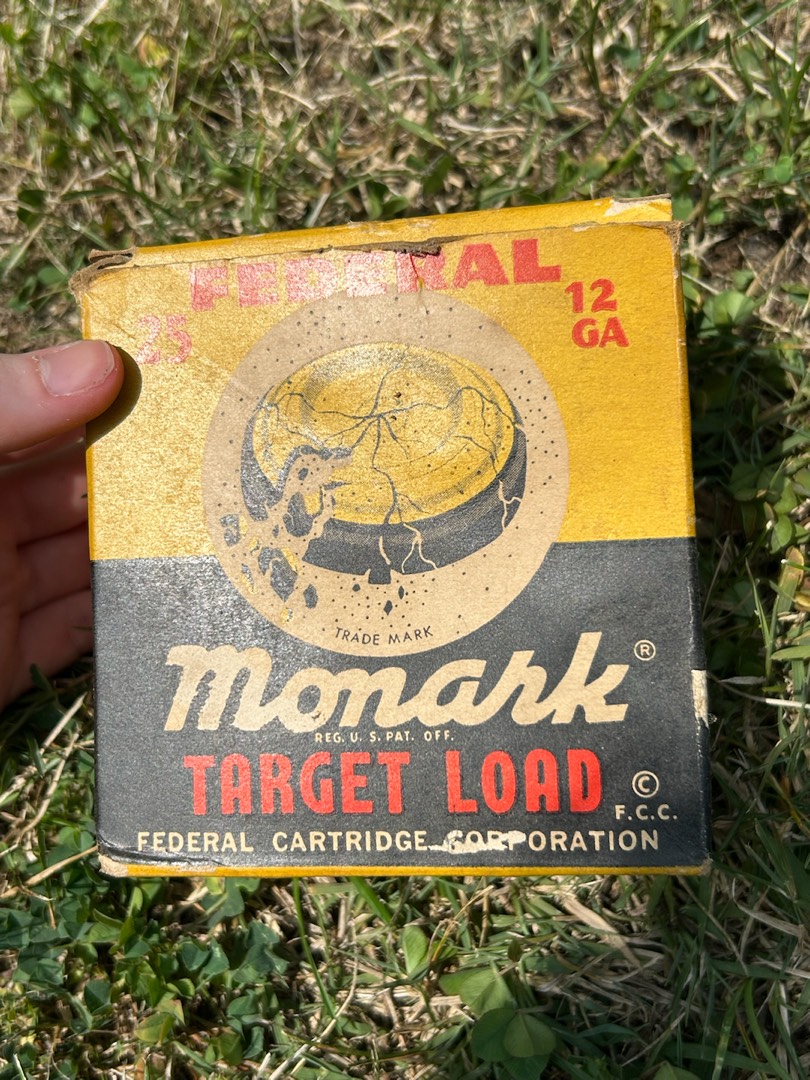 FEDERAL
25
12
GA
TRADE MARK
Monark ®
REG. U. S. PAT. OFF.
TARGET LOAD
©
F.C.C.
FEDERAL CARTRIDGE CORPORATION